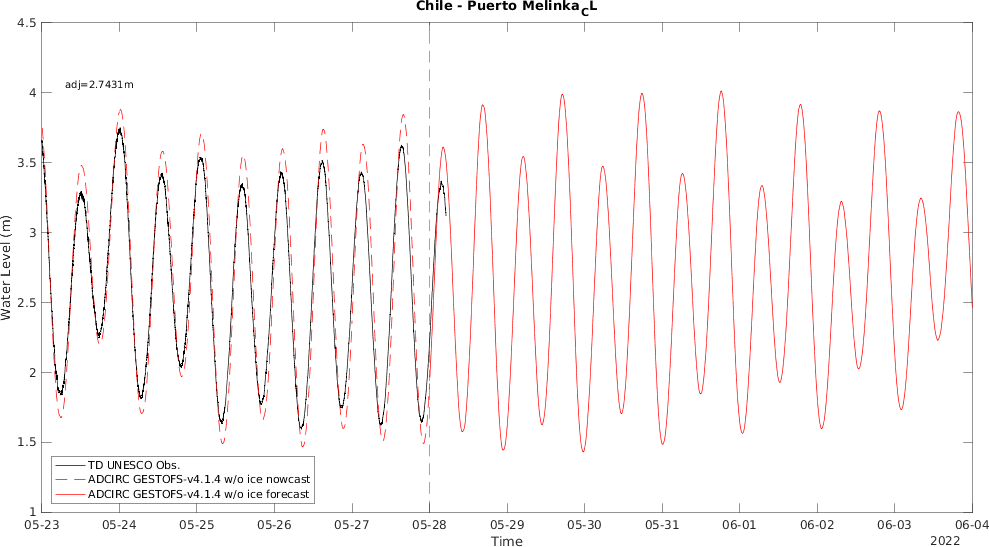 Chile - Puerto Melinka_CL
adj=2.7431m
Water Level (m)
4.5
4
3.5
3
2.5
2
1.5
1
TD UNESCO Obs.
ADCIRC GESTOFS-v4.1.4 w/o ice nowcast
ADCIRC GESTOFS-v4.1.4 w/o ice forecast
05-23 05-24 05-25 05-26 05-27 05-28 05-29 05-30 05-31 06-01 06-02 06-03 06-04
Time
2022